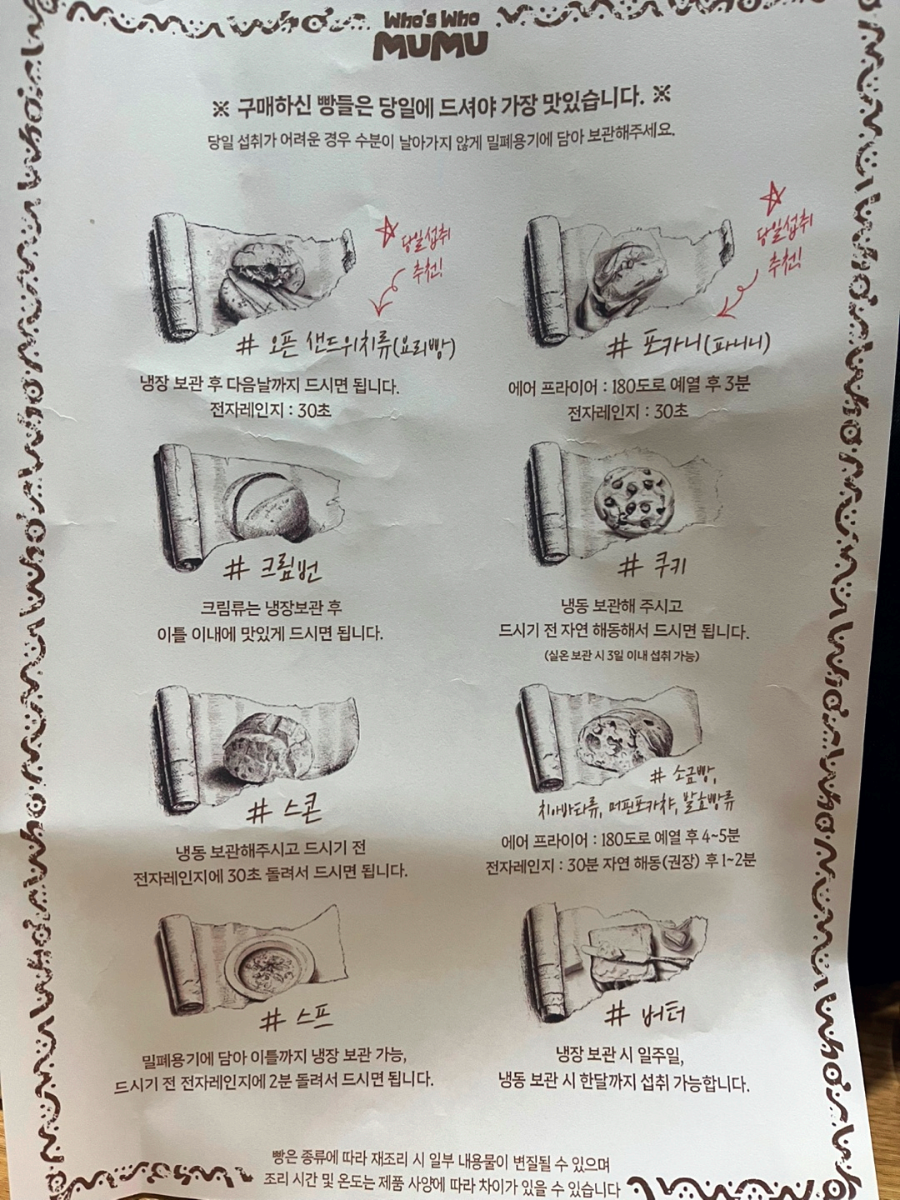 Who's Who
MUMU
※ 구매하신 빵들은 당일에 드셔야 가장 맛있습니다. ※
당일 섭취가 어려운 경우 수분이 날아가지 않게 밀폐용기에 담아 보관해주세요.
☆ 당일섭취
추천!
# 오픈 샌드위치류(요리빵)
냉장 보관 후 다음날까지 드시면 됩니다.
전자레인지 : 30초
☆
당일섭취
추천!
# 포카니(파니니)
에어 프라이어 : 180도로 예열 후 3분
전자레인지 : 30초
# 크림번
크림류는 냉장보관 후
이틀 이내에 맛있게 드시면 됩니다.
# 쿠키
냉동 보관해 주시고
드시기 전 자연 해동해서 드시면 됩니다.
(실온 보관 시 3일 이내 섭취 가능)
# 스콘
냉동 보관해주시고 드시기 전
전자레인지에 30초 돌려서 드시면 됩니다.
# 소금빵,
치아바타류, 머핀포카챠, 발효빵류
에어 프라이어 : 180도로 예열 후 4~5분
전자레인지 : 30분 자연 해동(권장) 후 1~2분
# 스프
밀폐용기에 담아 이틀까지 냉장 보관 가능,
드시기 전 전자레인지에 2분 돌려서 드시면 됩니다.
# 버터
냉장 보관 시 일주일,
냉동 보관 시 한달까지 섭취 가능합니다.
빵은 종류에 따라 재조리 시 일부 내용물이 변질될 수 있으며
조리 시간 및 온도는 제품 사양에 따라 차이가 있을 수 있습니다